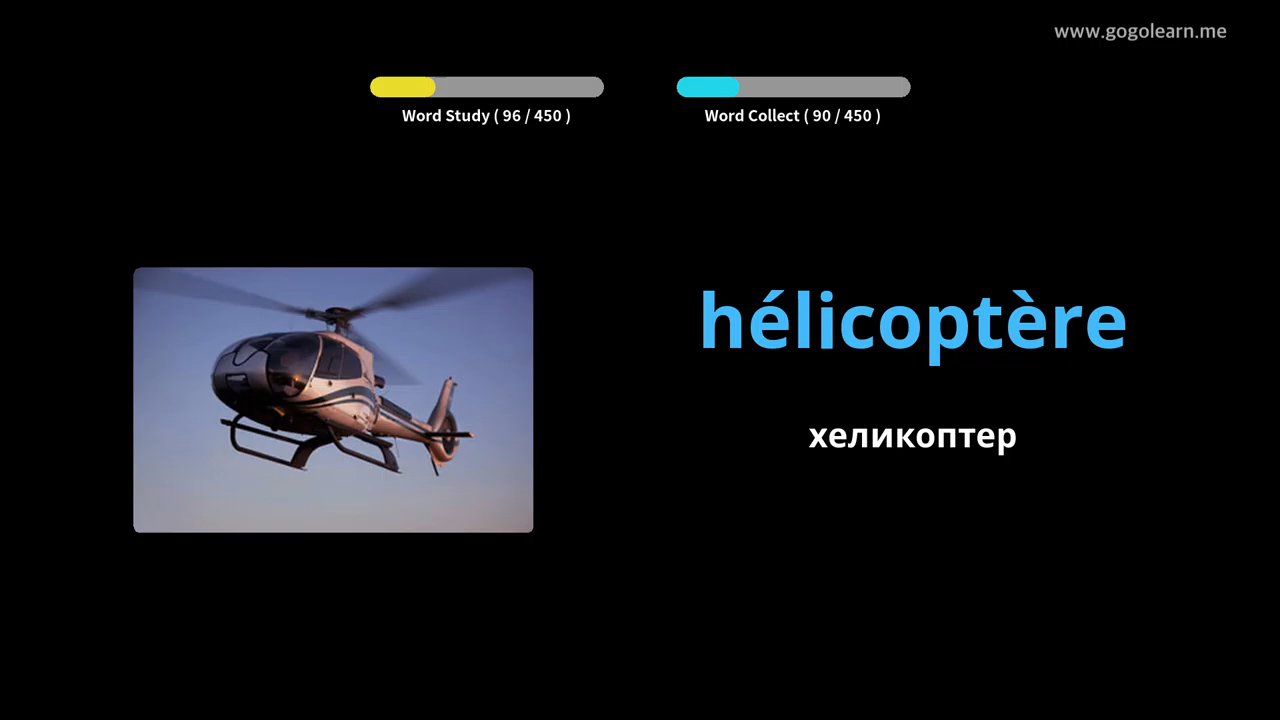 www.gogolearn.me
Word Study ( 96 / 450 )
Word Collect ( 90 / 450 )
hélicoptère
хеликоптер